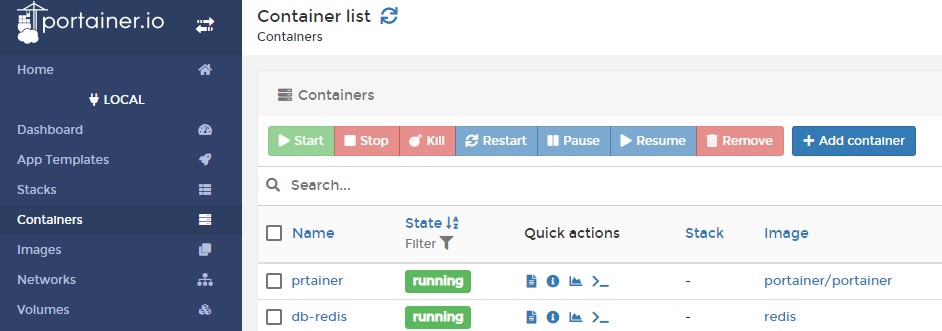 portainer.io
Home
LOCAL
Dashboard
App Templates
Stacks
Containers
Images
Networks
Volumes
Container list
Containers
Containers
Start Stop Kill Restart Pause Resume Remove + Add container
Search...
Name State Quick actions Stack Image
Filter
prtainer running - portainer/portainer
db-redis running - redis